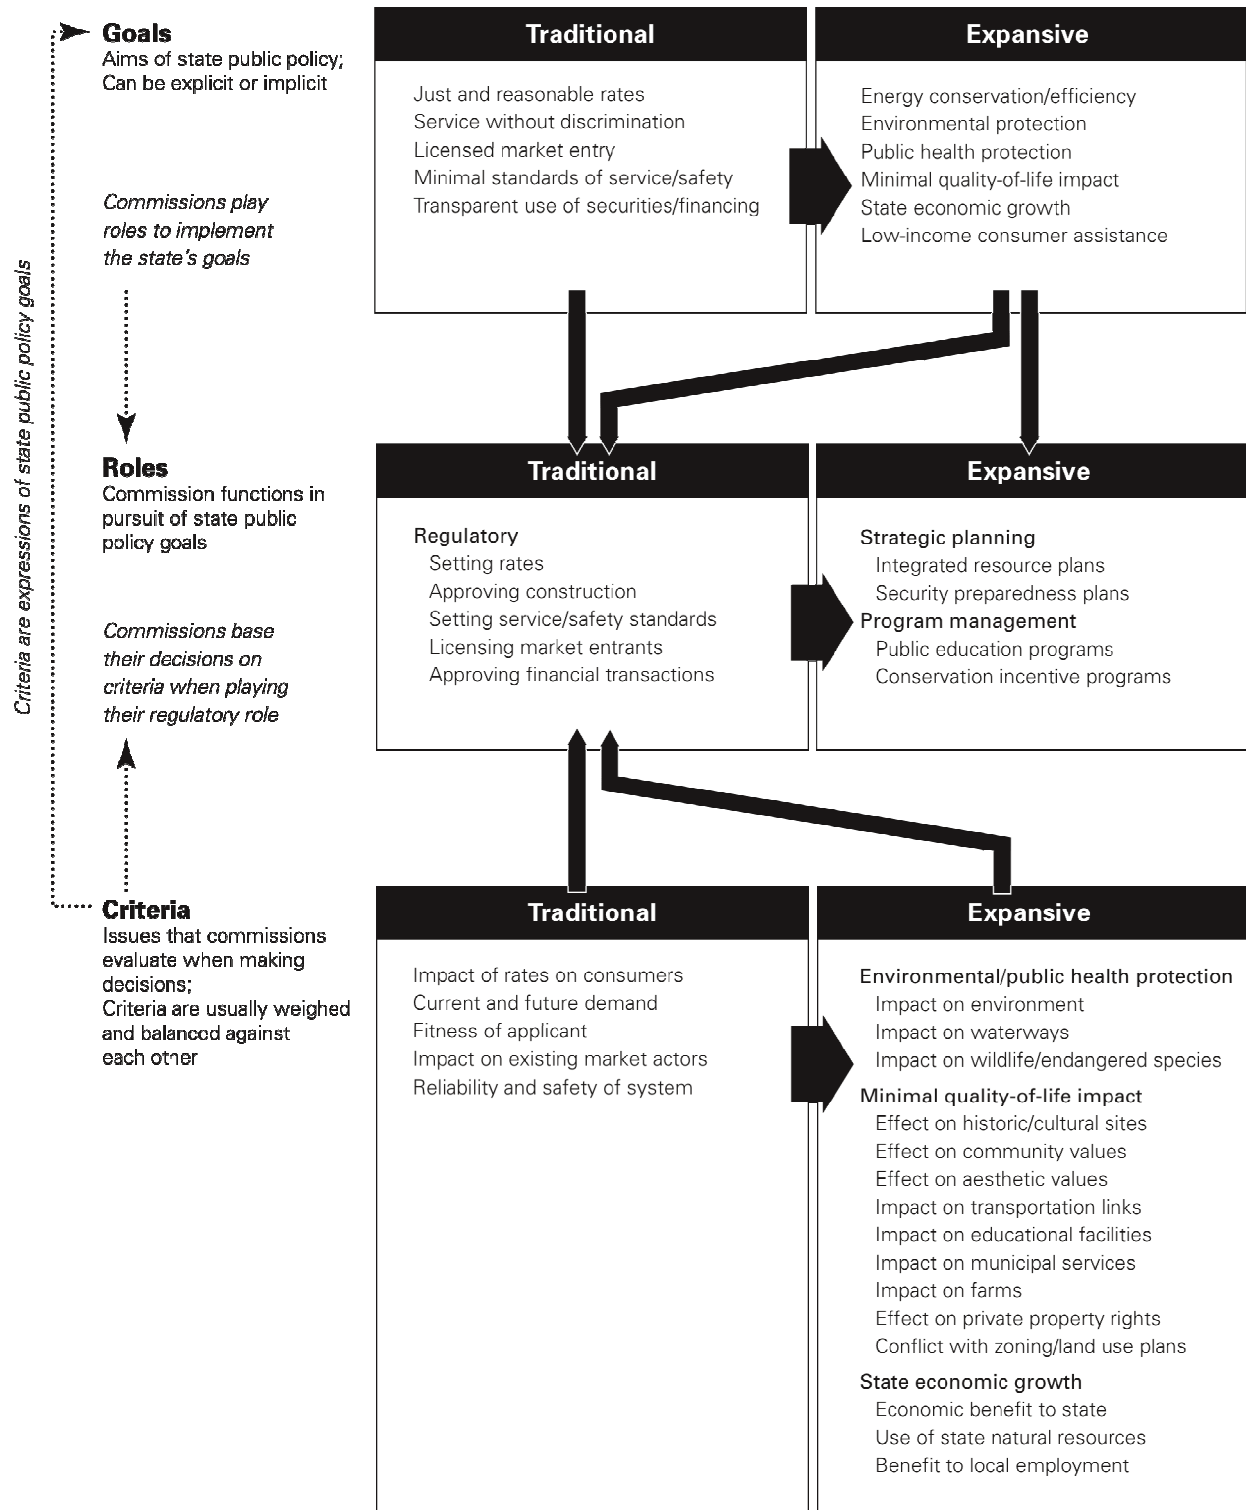 Goals
Aims of state public policy;
Can be explicit or implicit
Commissions play
roles to implement
the state's goals
Criteria are expressions of state public policy goals
Traditional
Just and reasonable rates
Service without discrimination
Licensed market entry
Minimal standards of service/safety
Transparent use of securities/financing
Expansive
Energy conservation/efficiency
Environmental protection
Public health protection
Minimal quality-of-life impact
State economic growth
Low-income consumer assistance
Roles
Commission functions in
pursuit of state public
policy goals
Commissions base
their decisions on
criteria when playing
their regulatory role
Traditional
Regulatory
Setting rates
Approving construction
Setting service/safety standards
Licensing market entrants
Approving financial transactions
Expansive
Strategic planning
Integrated resource plans
Security preparedness plans
Program management
Public education programs
Conservation incentive programs
Criteria
Issues that commissions
evaluate when making
decisions;
Criteria are usually weighed
and balanced against
each other
Traditional
Impact of rates on consumers
Current and future demand
Fitness of applicant
Impact on existing market actors
Reliability and safety of system
Expansive
Environmental/public health protection
Impact on environment
Impact on waterways
Impact on wildlife/endangered species
Minimal quality-of-life impact
Effect on historic/cultural sites
Effect on community values
Effect on aesthetic values
Impact on transportation links
Impact on educational facilities
Impact on municipal services
Impact on farms
Effect on private property rights
Conflict with zoning/land use plans
State economic growth
Economic benefit to state
Use of state natural resources
Benefit to local employment